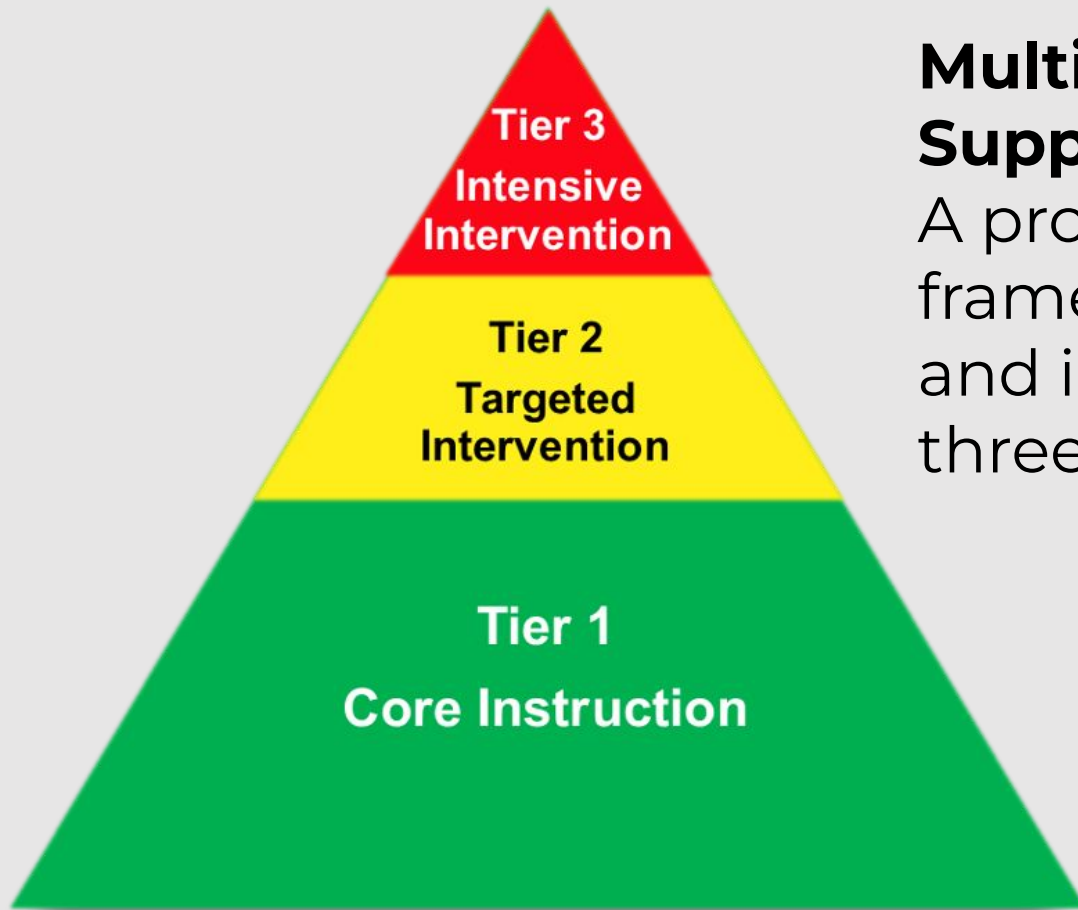 Tier 3
Intensive
Intervention
Tier 2
Targeted
Intervention
Tier 1
Core Instruction
Multi
Supp
A pro
frame
and i
three